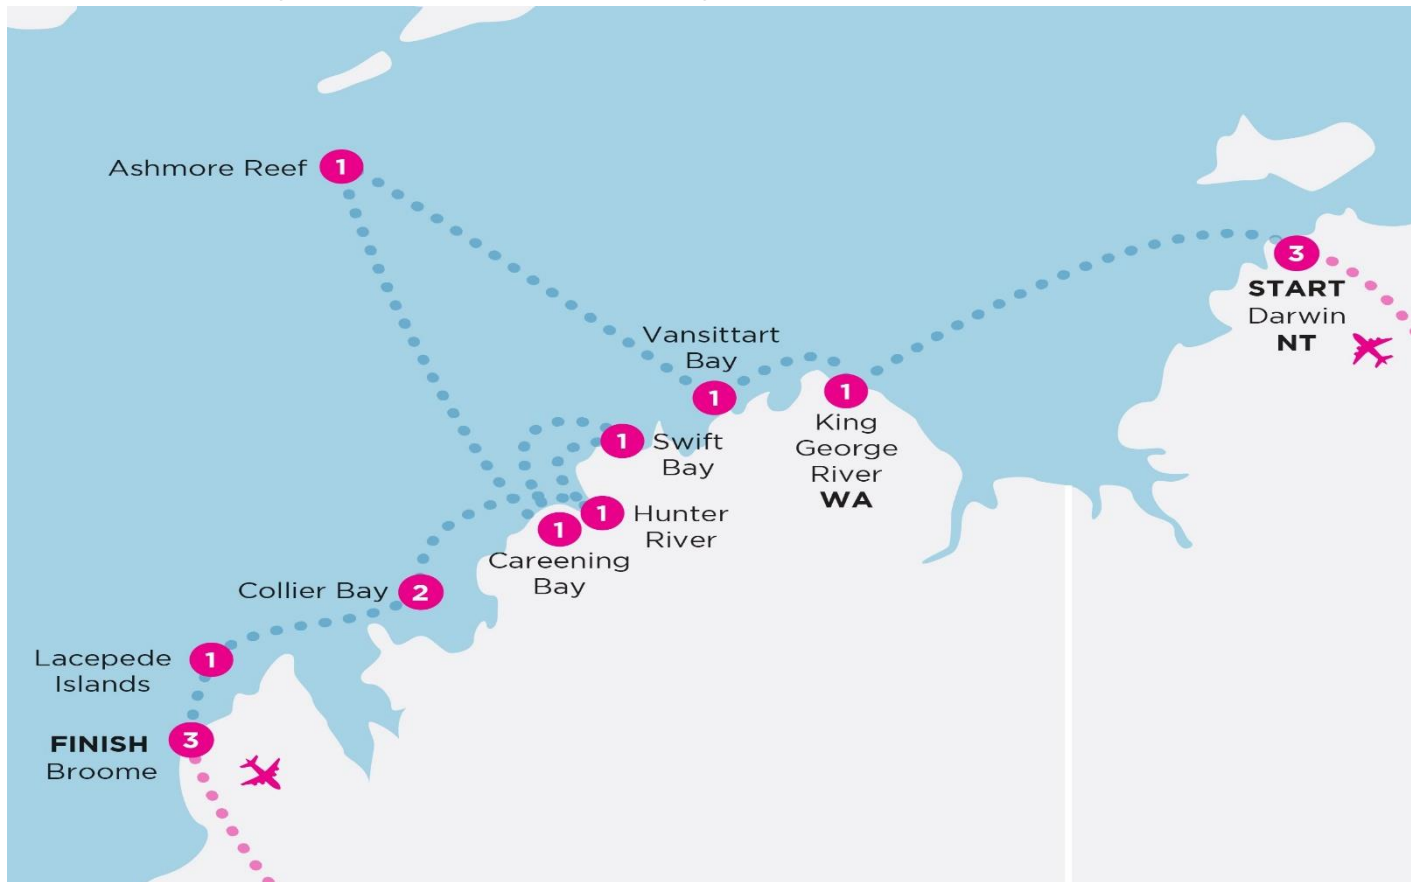 Ashmore Reef 1
3
START
Darwin
NT
Vansittart
Bay
1
1
King
George
River
WA
1 Swift
Bay
1 Hunter
River
1
Careening
Bay
Collier Bay 2
Lacepede
Islands
1
FINISH
Broome
3